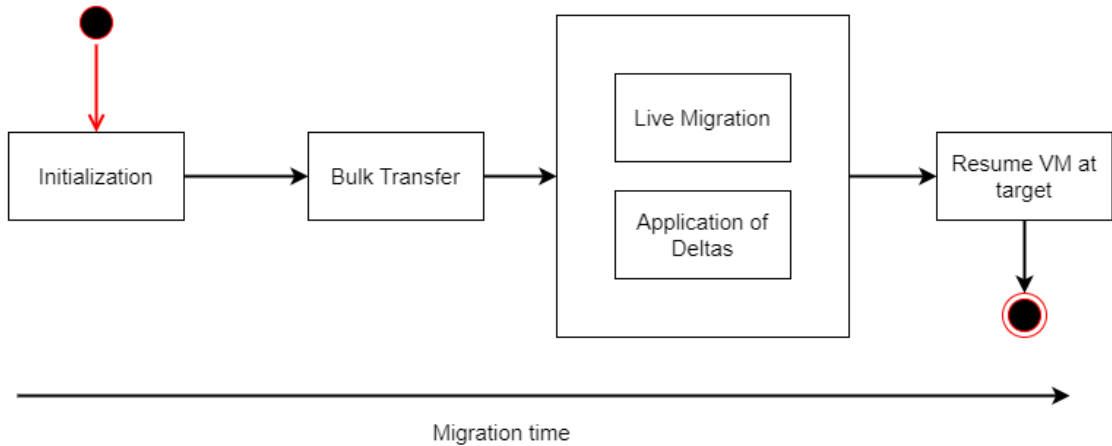 Initialization
Bulk Transfer
Live Migration
Application of
Deltas
Resume VM at
target
Migration time